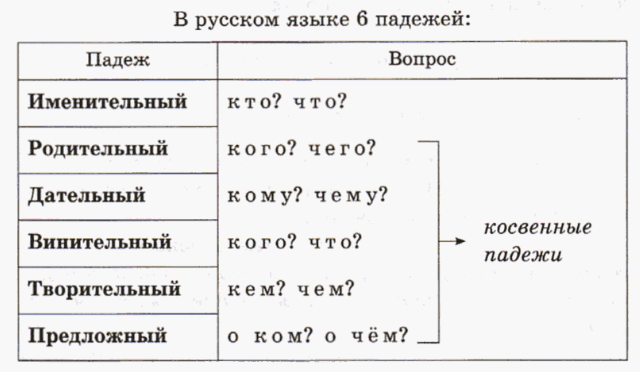 В русском языке 6 падежей:
Падеж Вопрос
Именительный кто? что?
Родительный кого? чего?
Дательный кому? чему?
Винительный кого? что?
Творительный кем? чем?
Предложный о ком? о чём?
косвенные
падежи